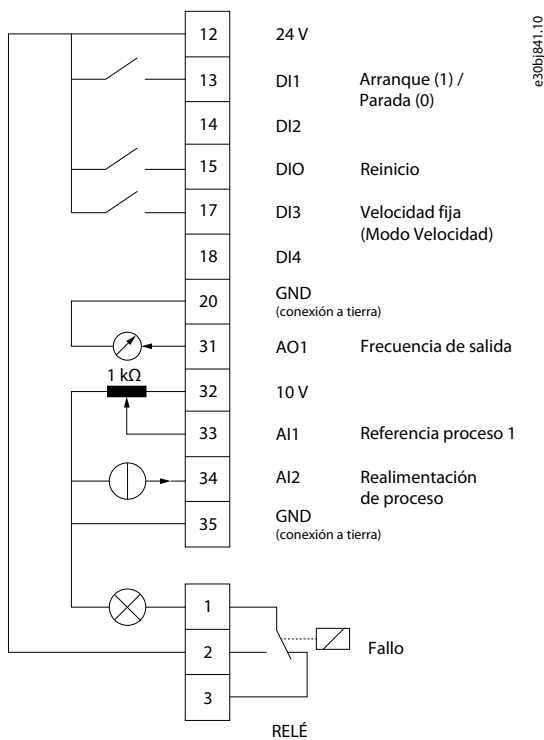 e30bj841.10
12 24 V
13 DI1 Arranque (1) /
Parada (0)
14 DI2
15 DIO Reinicio
17 DI3 Velocidad fija
(Modo Velocidad)
18 DI4
20 GND
(conexión a tierra)
31 AO1 Frecuencia de salida
1 kΩ
32 10 V
33 AI1 Referencia proceso 1
34 AI2 Realimentación
de proceso
35 GND
(conexión a tierra)
1
2 Fallo
3
RELÉ